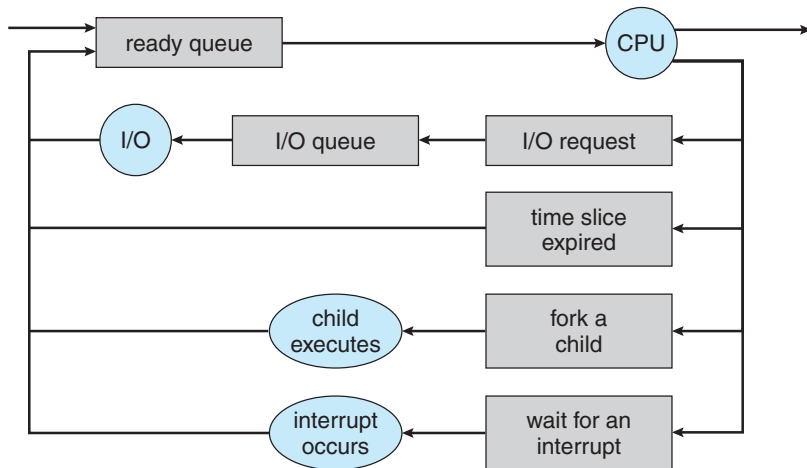 ready queue
CPU
I/O
I/O queue
I/O request
time slice
expired
child
executes
fork a
child
interrupt
occurs
wait for an
interrupt